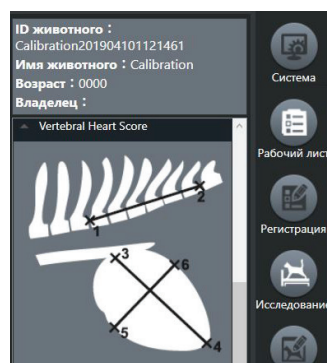 ID животного：
Calibration201904101121461
Имя животного：Calibration
Возраст：0000
Владелец：
Vertebral Heart Score
1
2
3
6
5
4
Система
Рабочий лист
Регистрация
Исследование